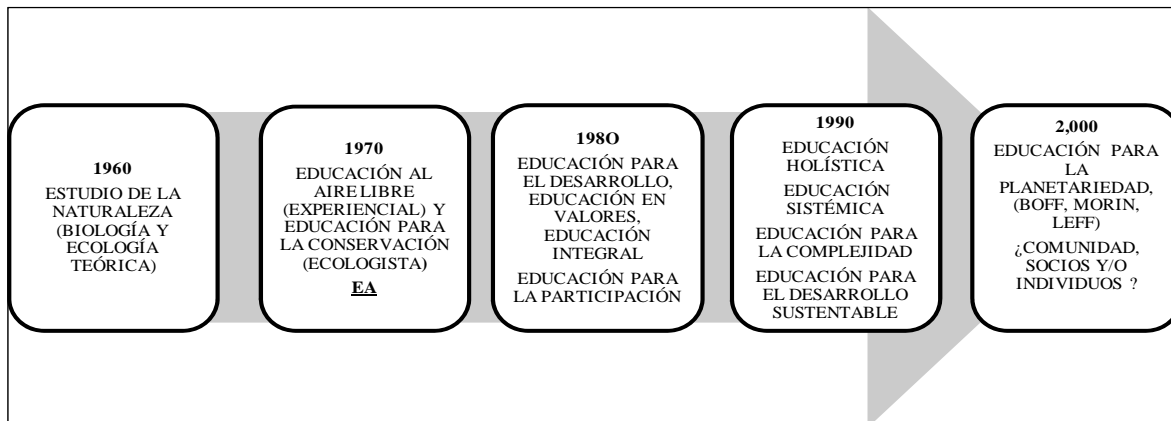 1960
ESTUDIO DE LA
NATURALEZA
(BIOLOGÍA Y
ECOLOGÍA
TEÓRICA)
1970
EDUCACIÓN AL
AIRE LIBRE
(EXPERIENCIAL) Y
EDUCACIÓN PARA
LA CONSERVACIÓN
(ECOLOGISTA)
EA
198O
EDUCACIÓN PARA
EL DESARROLLO,
EDUCACIÓN EN
VALORES,
EDUCACIÓN
INTEGRAL
EDUCACIÓN PARA
LA PARTICIPACIÓN
1990
EDUCACIÓN
HOLÍSTICA
EDUCACIÓN
SISTÉMICA
EDUCACIÓN PARA
LA COMPLEJIDAD
EDUCACIÓN PARA
EL DESARROLLO
SUSTENTABLE
2,000
EDUCACIÓN PARA
LA
PLANETARIEDAD,
(BOFF, MORIN,
LEFF)
¿COMUNIDAD,
SOCIOS Y/O
INDIVIDUOS ?